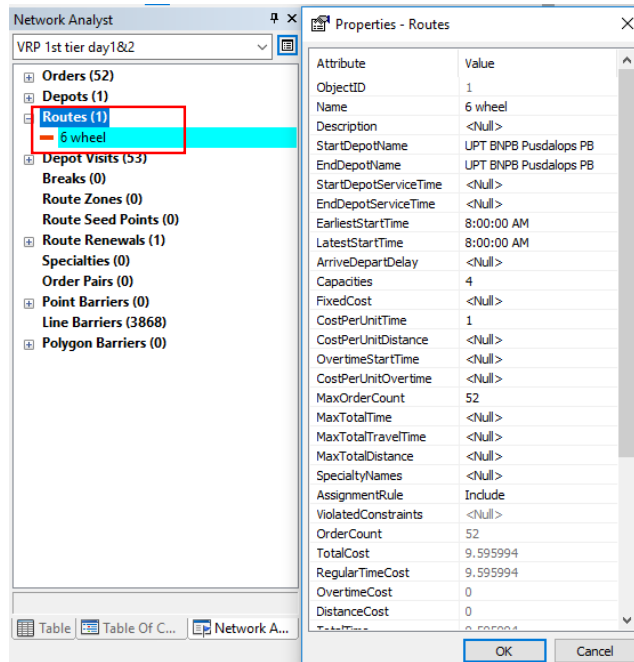 Network Analyst
VRP 1st tier day1&2
Orders (52)
Depots (1)
Routes (1)
6 wheel
Depot Visits (53)
Breaks (0)
Route Zones (0)
Route Seed Points (0)
Route Renewals (1)
Specialties (0)
Order Pairs (0)
Point Barriers (0)
Line Barriers (3868)
Polygon Barriers (0)
Table Table Of C... Network A...
Properties - Routes
Attribute Value
ObjectID 1
Name 6 wheel
Description <Null>
StartDepotName UPT BNPB Pusdalops PB
EndDepotName UPT BNPB Pusdalops PB
StartDepotServiceTime <Null>
EndDepotServiceTime <Null>
EarliestStartTime 8:00:00 AM
LatestStartTime 8:00:00 AM
ArriveDepartDelay <Null>
Capacities 4
FixedCost <Null>
CostPerUnitTime 1
CostPerUnitDistance <Null>
OvertimeStartTime <Null>
CostPerUnitOvertime <Null>
MaxOrderCount 52
MaxTotalTime <Null>
MaxTotalTravelTime <Null>
MaxTotalDistance <Null>
SpecialtyNames <Null>
AssignmentRule Include
ViolatedConstraints <Null>
OrderCount 52
TotalCost 9.595994
RegularTimeCost 9.595994
OvertimeCost 0
DistanceCost 0
TotalTime 9.595994
OK Cancel